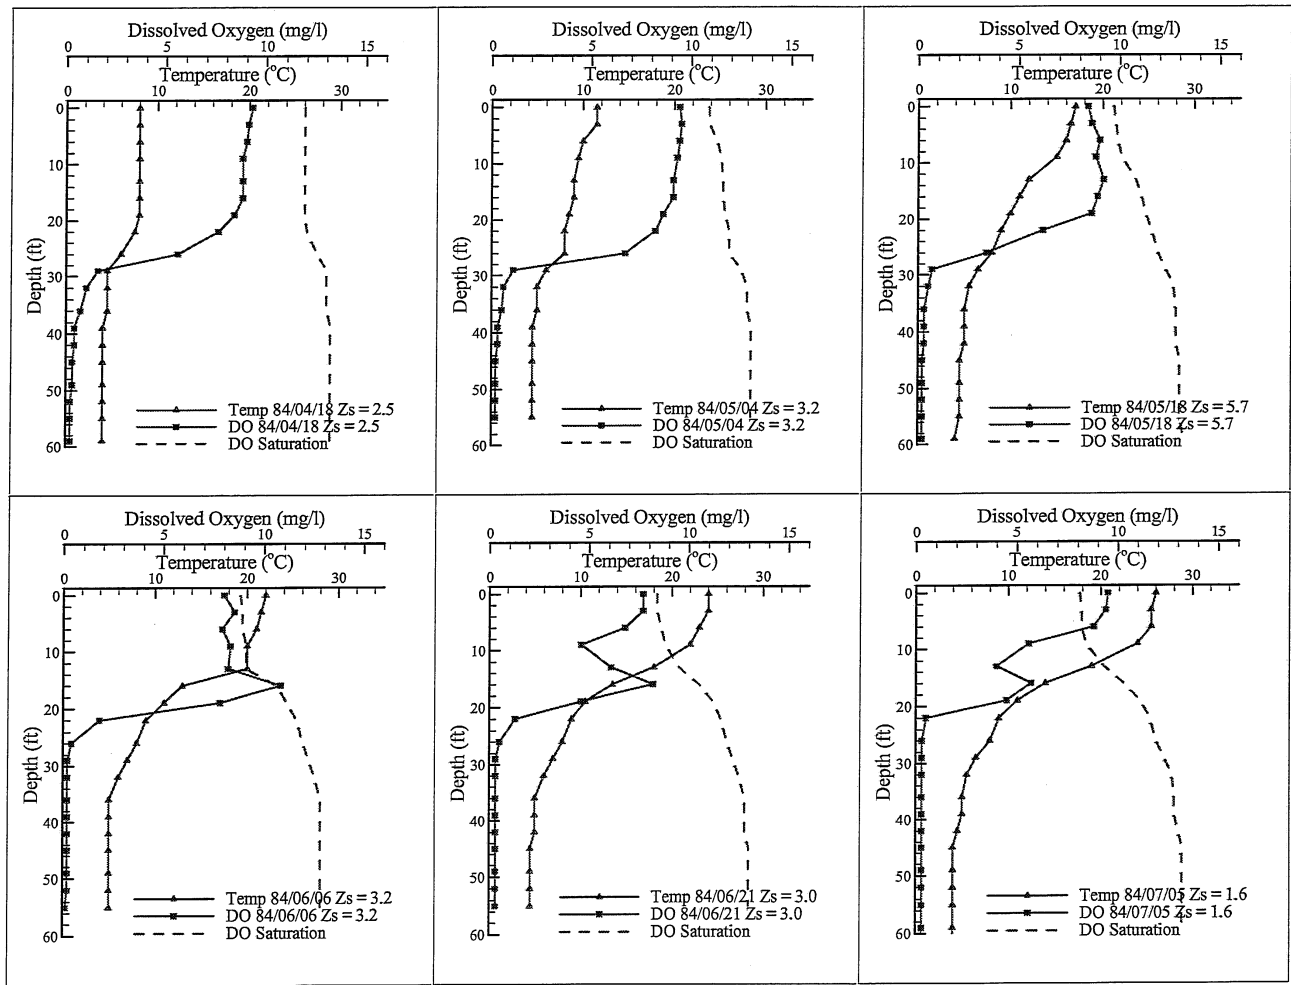 Dissolved Oxygen (mg/l)
0 5 10 15
Temperature (°C)
0 10 20 30
0
10
20
30
40
50
60
Depth (ft)
Temp 84/04/18 Zs = 2.5
DO 84/04/18 Zs = 2.5
DO Saturation
Dissolved Oxygen (mg/l)
0 5 10 15
Temperature (°C)
0 10 20 30
0
10
20
30
40
50
60
Depth (ft)
Temp 84/05/04 Zs = 3.2
DO 84/05/04 Zs = 3.2
DO Saturation
Dissolved Oxygen (mg/l)
0 5 10 15
Temperature (°C)
0 10 20 30
0
10
20
30
40
50
60
Depth (ft)
Temp 84/05/18 Zs = 5.7
DO 84/05/18 Zs = 5.7
DO Saturation
Dissolved Oxygen (mg/l)
0 5 10 15
Temperature (°C)
0 10 20 30
0
10
20
30
40
50
60
Depth (ft)
Temp 84/06/06 Zs = 3.2
DO 84/06/06 Zs = 3.2
DO Saturation
Dissolved Oxygen (mg/l)
0 5 10 15
Temperature (°C)
0 10 20 30
0
10
20
30
40
50
60
Depth (ft)
Temp 84/06/21 Zs = 3.0
DO 84/06/21 Zs = 3.0
DO Saturation
Dissolved Oxygen (mg/l)
0 5 10 15
Temperature (°C)
0 10 20 30
0
10
20
30
40
50
60
Depth (ft)
Temp 84/07/05 Zs = 1.6
DO 84/07/05 Zs = 1.6
DO Saturation